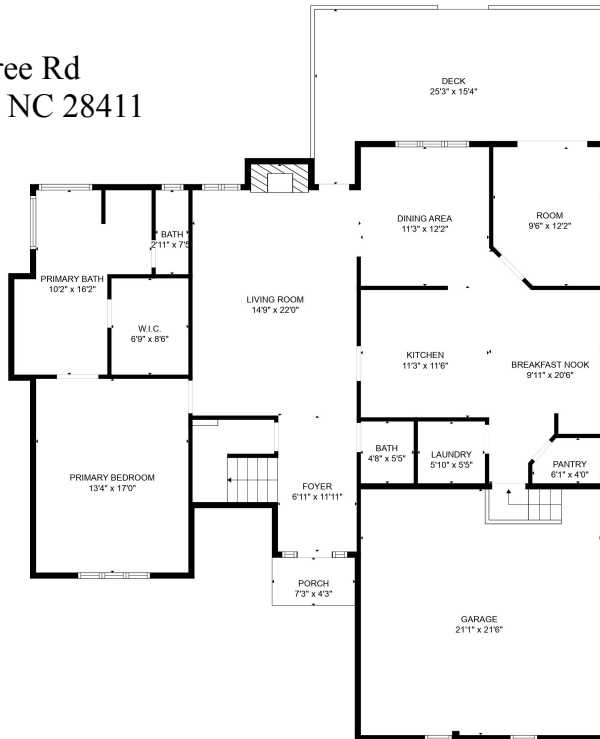 ree Rd
NC 28411
DECK
25'3" x 15'4"
DINING AREA
11'3" x 12'2"
ROOM
9'6" x 12'2"
BATH
2'11" x 7'5
PRIMARY BATH
10'2" x 16'2"
LIVING ROOM
14'9" x 22'0"
W.I.C.
6'9" x 8'6"
KITCHEN
11'3" x 11'6"
BREAKFAST NOOK
9'11" x 20'6"
BATH
4'8" x 5'5"
LAUNDRY
5'10" x 5'5"
PANTRY
6'1" x 4'0"
PRIMARY BEDROOM
13'4" x 17'0"
FOYER
6'11" x 11'11"
PORCH
7'3" x 4'3"
GARAGE
21'1" x 21'6"